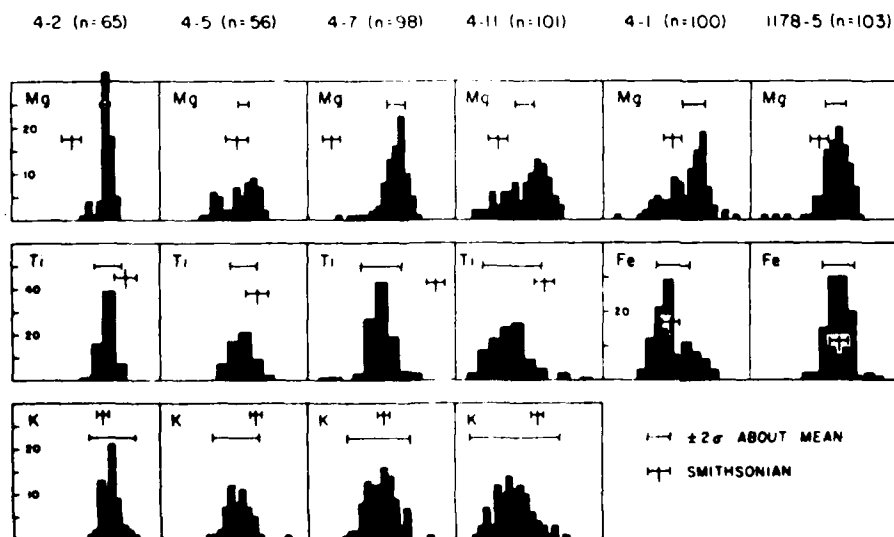 4-2 (n=65) 4-5 (n=56) 4-7 (n=98) 4-11 (n=101) 4-1 (n=100) 1178-5 (n=103)
Mg Mg Mg Mg Mg Mg
20
10
Ti Ti Ti Ti Fe Fe
40
20 20
K K K K
20
10
±2σ ABOUT MEAN
SMITHSONIAN